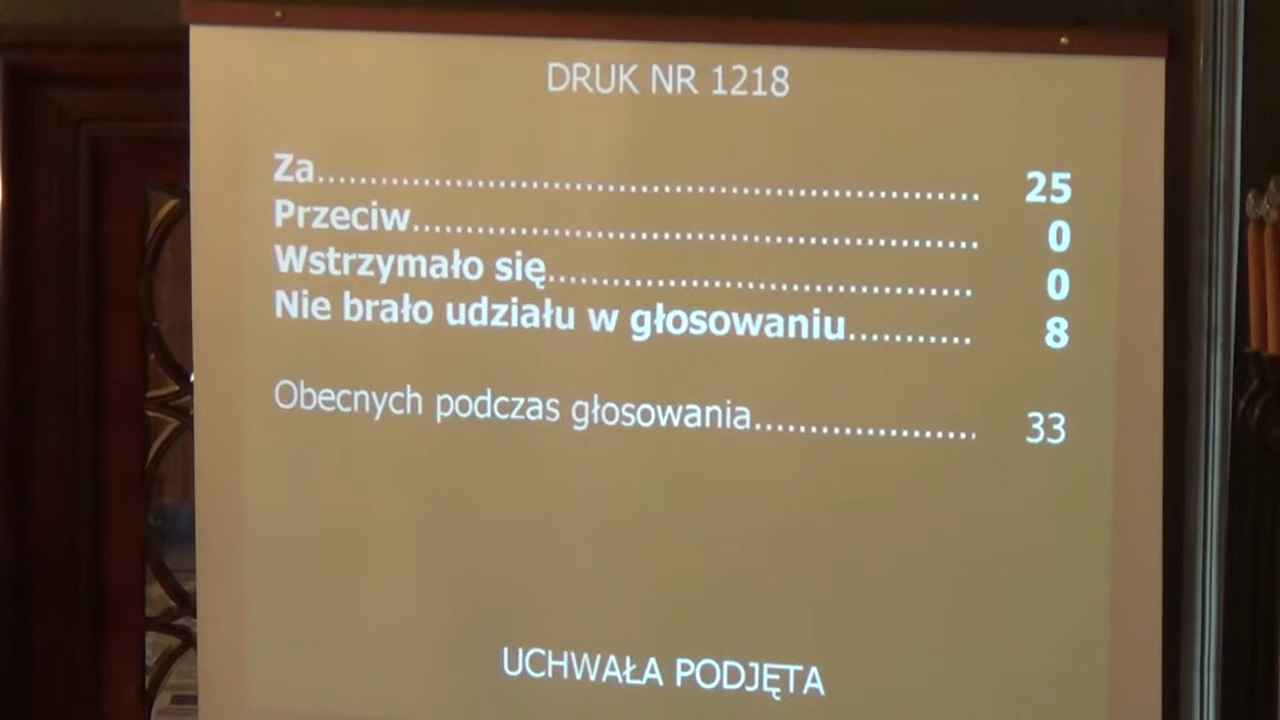 DRUK NR 1218
Za.................................................................. 25
Przeciw......................................................... 0
Wstrzymało się.......................................... 0
Nie brało udziału w głosowaniu........... 8
Obecnych podczas głosowania.................... 33
UCHWAŁA PODJĘTA